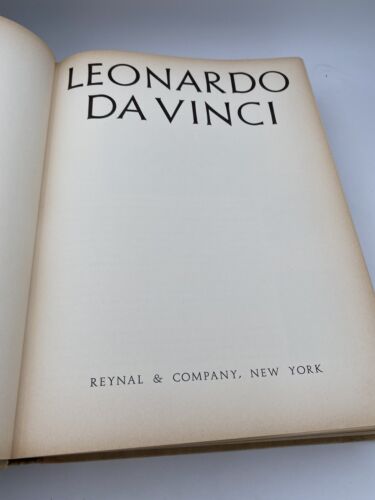 LEONARDO
DA VINCI
REYNAL & COMPANY, NEW YORK